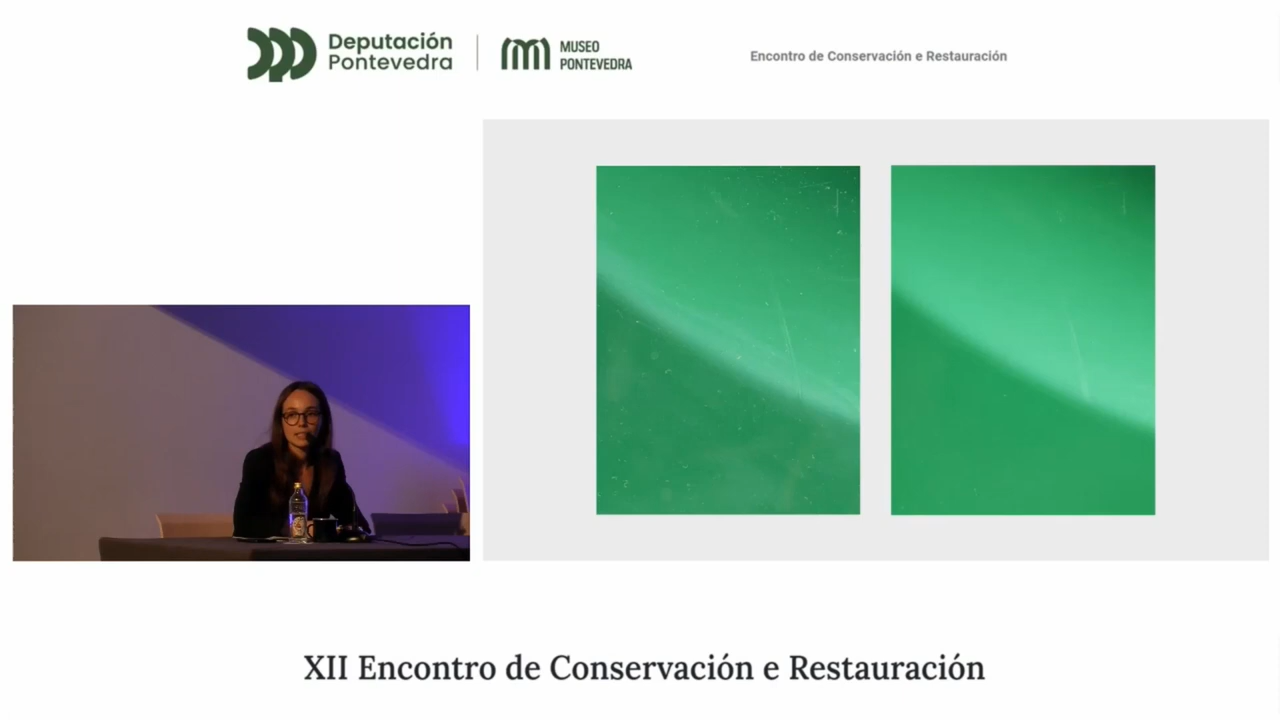 Deputación
Pontevedra
MUSEO
PONTEVEDRA
Encontro de Conservación e Restauración
XII Encontro de Conservación e Restauración